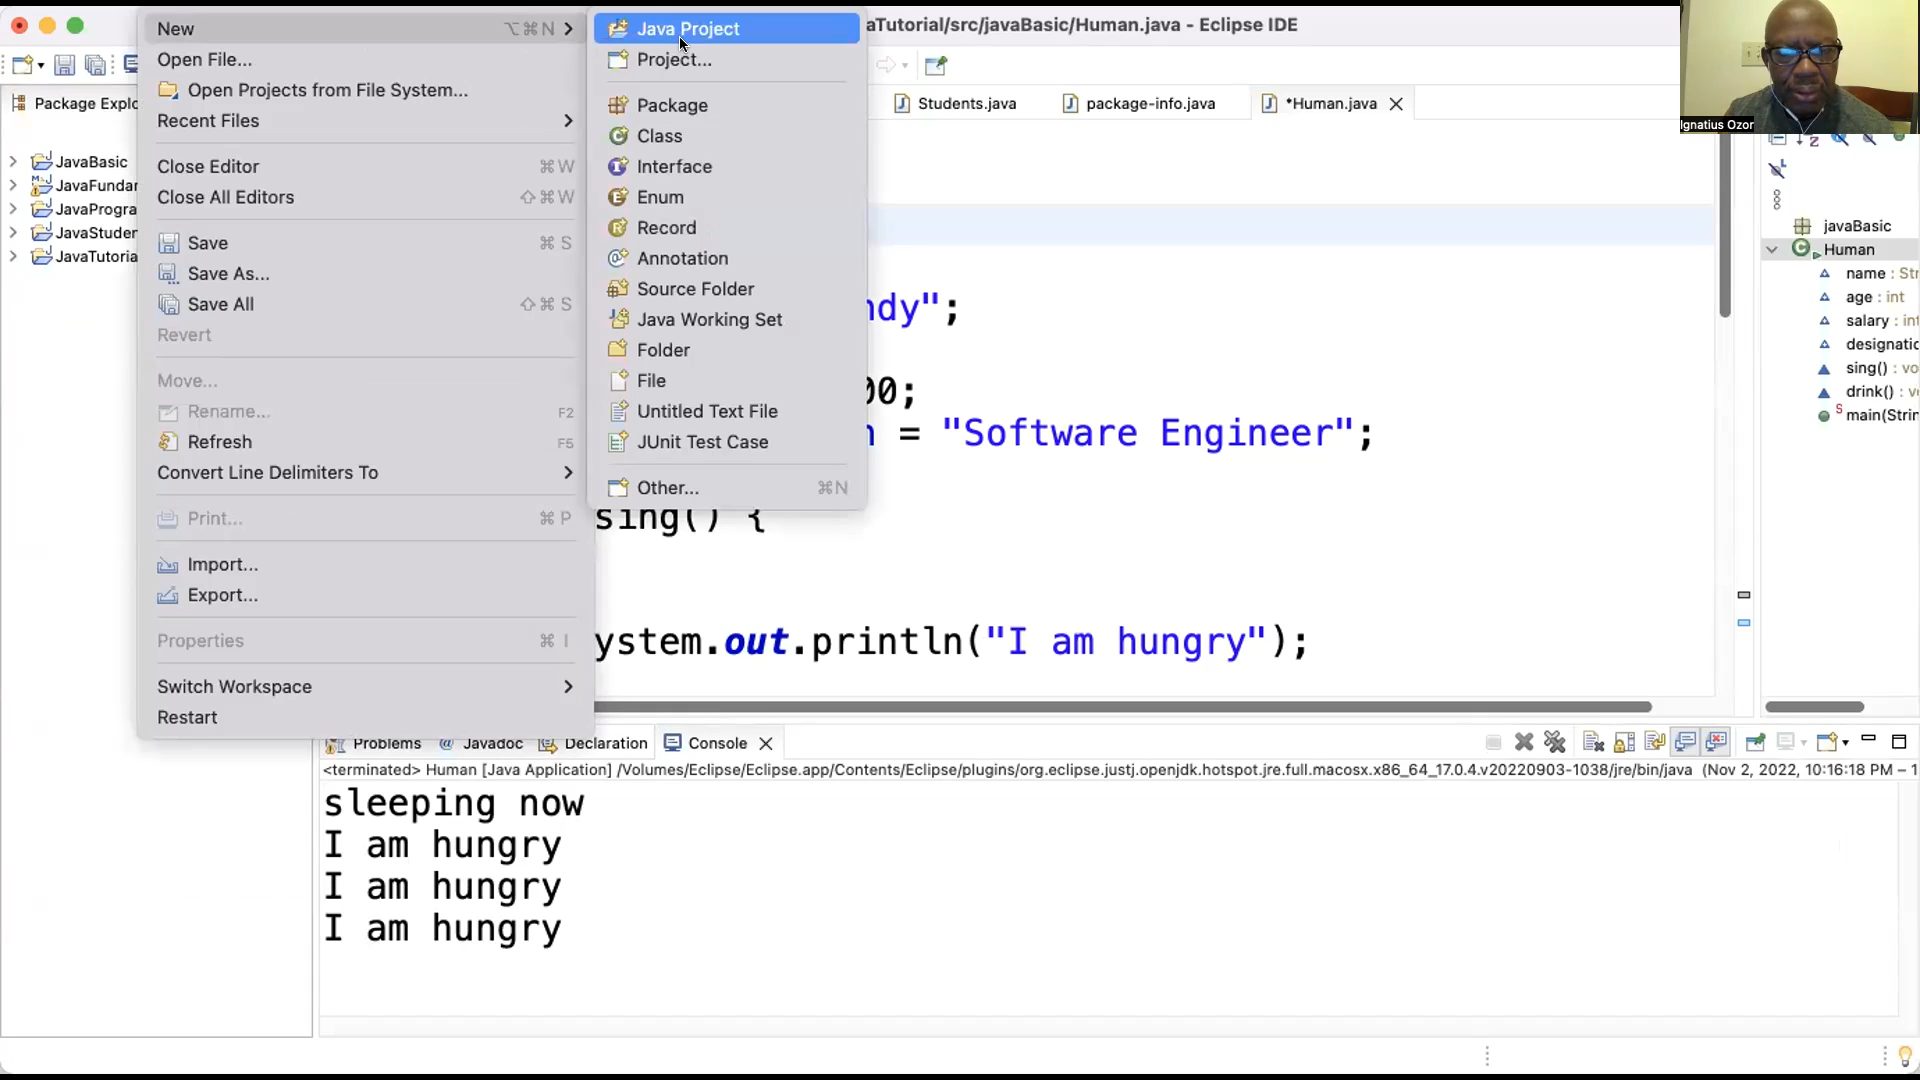 New ⌥⌘N
Java Project
aTutorial/src/javaBasic/Human.java - Eclipse IDE
Open File...
Project...
Open Projects from File System...
Package Explo
Package
Students.java
package-info.java
*Human.java
Ignatius Ozor
Recent Files
Class
JavaBasic
Close Editor ⌘W
Interface
JavaFundar
Close All Editors ⇧⌘W
Enum
JavaProgra
Record
javaBasic
JavaStuden
Save ⌘S
Human
JavaTutoria
Annotation
Save As...
name : Str
Source Folder
age : int
Save All ⇧⌘S
ndy";
Java Working Set
salary : int
Revert
designatic
Folder
sing() : vo
Move...
File
00;
drink() : v
Rename... F2
Untitled Text File
main(Strin
Refresh F5
JUnit Test Case
n = "Software Engineer";
Convert Line Delimiters To
Other... ⌘N
Print... ⌘P
sing() {
Import...
Export...
Properties ⌘I
ystem.out.println("I am hungry");
Switch Workspace
Restart
Problems
@ Javadoc
Declaration
Console
<terminated> Human [Java Application] /Volumes/Eclipse/Eclipse.app/Contents/Eclipse/plugins/org.eclipse.justj.openjdk.hotspot.jre.full.macosx.x86_64_17.0.4.v20220903-1038/jre/bin/java (Nov 2, 2022, 10:16:18 PM – 1
sleeping now
I am hungry
I am hungry
I am hungry